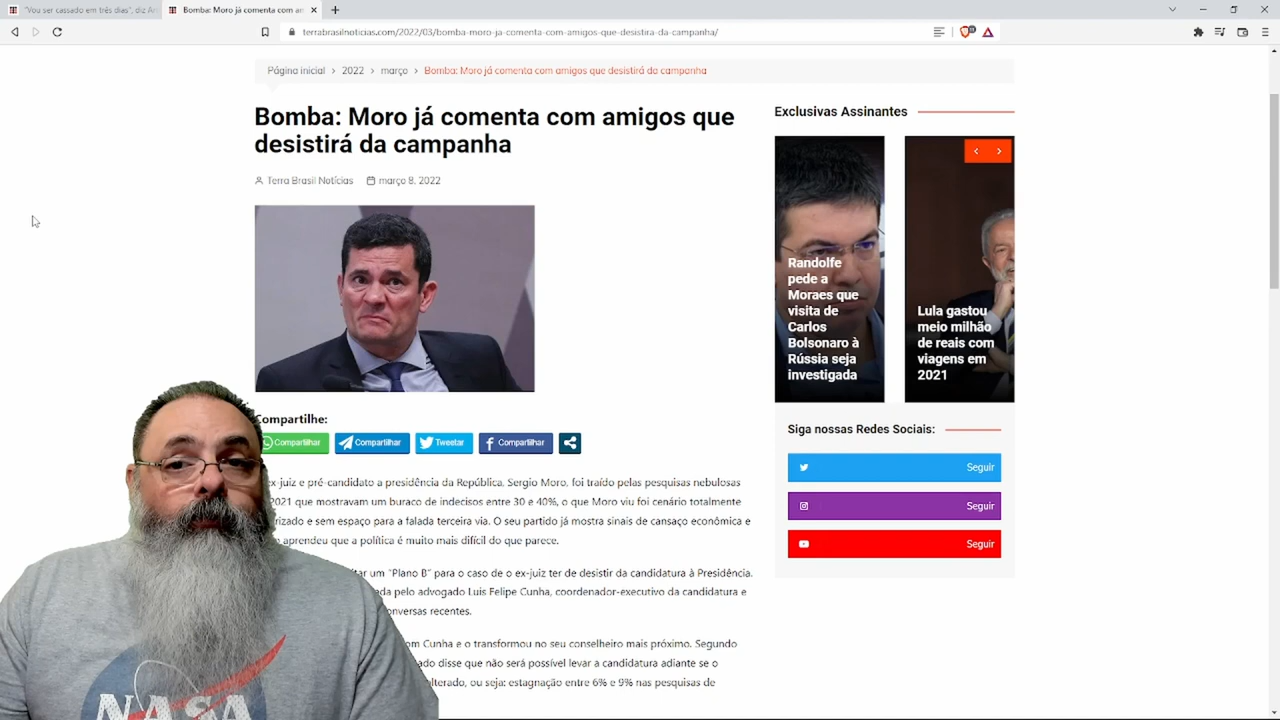 "Vou ser cassado em três dias", diz Ar
Bomba: Moro já comenta com am
terrabrasilnoticias.com/2022/03/bomba-moro-ja-comenta-com-amigos-que-desistira-da-campanha/
Página inicial > 2022 > março > Bomba: Moro já comenta com amigos que desistirá da campanha
Bomba: Moro já comenta com amigos que
desistirá da campanha
Terra Brasil Notícias março 8, 2022
Compartilhe:
Compartilhar Compartilhar Tweetar Compartilhar
ex-juiz e pré-candidato a presidência da República. Sergio Moro, foi traído pelas pesquisas nebulosas
2021 que mostravam um buraco de indecisos entre 30 e 40%, o que Moro viu foi cenário totalmente
rizado e sem espaço para a falada terceira via. O seu partido já mostra sinais de cansaço econômica e
aprendeu que a política é muito mais difícil do que parece.
tar um "Plano B" para o caso de o ex-juiz ter de desistir da candidatura à Presidência.
ada pelo advogado Luis Felipe Cunha, coordenador-executivo da candidatura e
onversas recentes.
om Cunha e o transformou no seu conselheiro mais próximo. Segundo
ado disse que não será possível levar a candidatura adiante se o
alterado, ou seja: estagnação entre 6% e 9% nas pesquisas de
Exclusivas Assinantes
Randolfe
pede a
Moraes que
visita de
Carlos
Bolsonaro à
Rússia seja
investigada
Lula gastou
meio milhão
de reais com
viagens em
2021
Siga nossas Redes Sociais:
Seguir
Seguir
Seguir
NASA